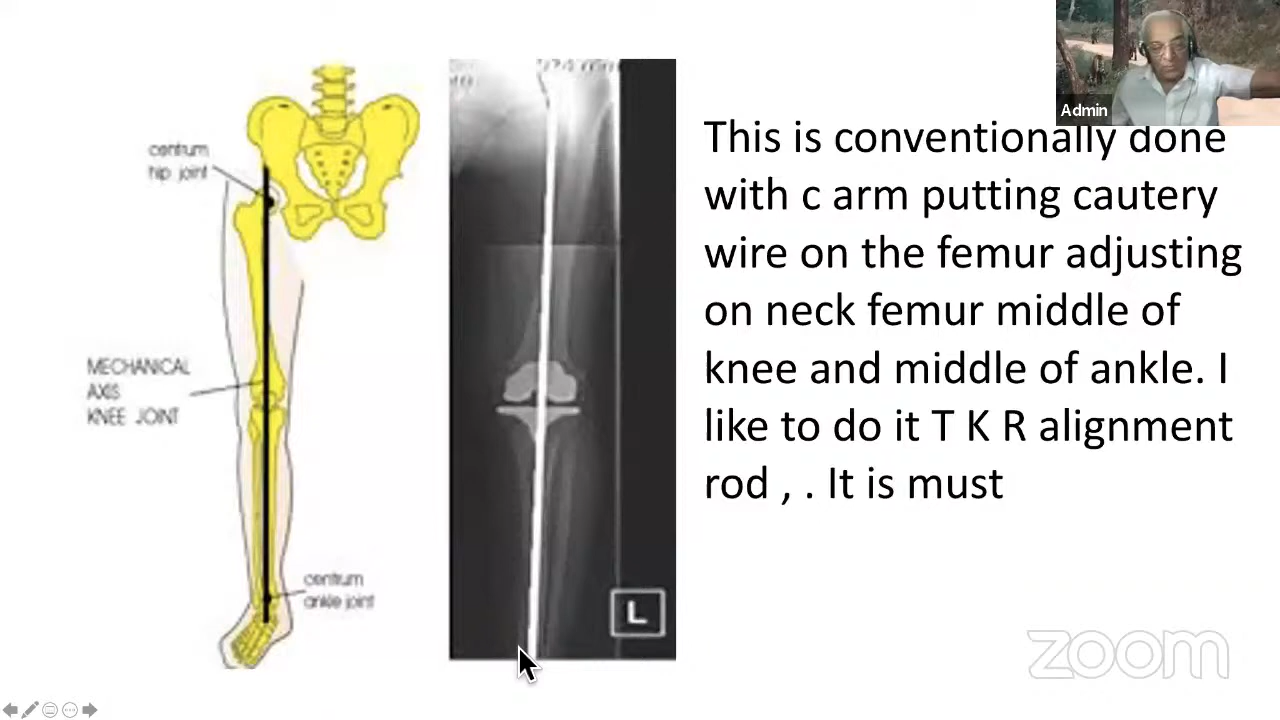 Admin
centrum
hip joint
MECHANICAL
AXIS
KNEE JOINT
centrum
ankle joint
L
This is conventionally done
with c arm putting cautery
wire on the femur adjusting
on neck femur middle of
knee and middle of ankle. I
like to do it T K R alignment
rod , . It is must
zoom